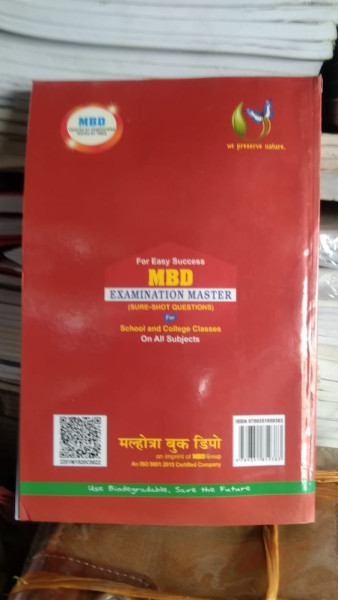 MBD
we preserve nature.
For Easy Success
MBD
EXAMINATION MASTER
(SURE-SHOT QUESTIONS)
For
School and College Classes
On All Subjects
मल्होत्रा बुक डिपो
an imprint of MBD Group
An ISO 9001:2015 Certified Company
Use Biodegradable, Save the Future